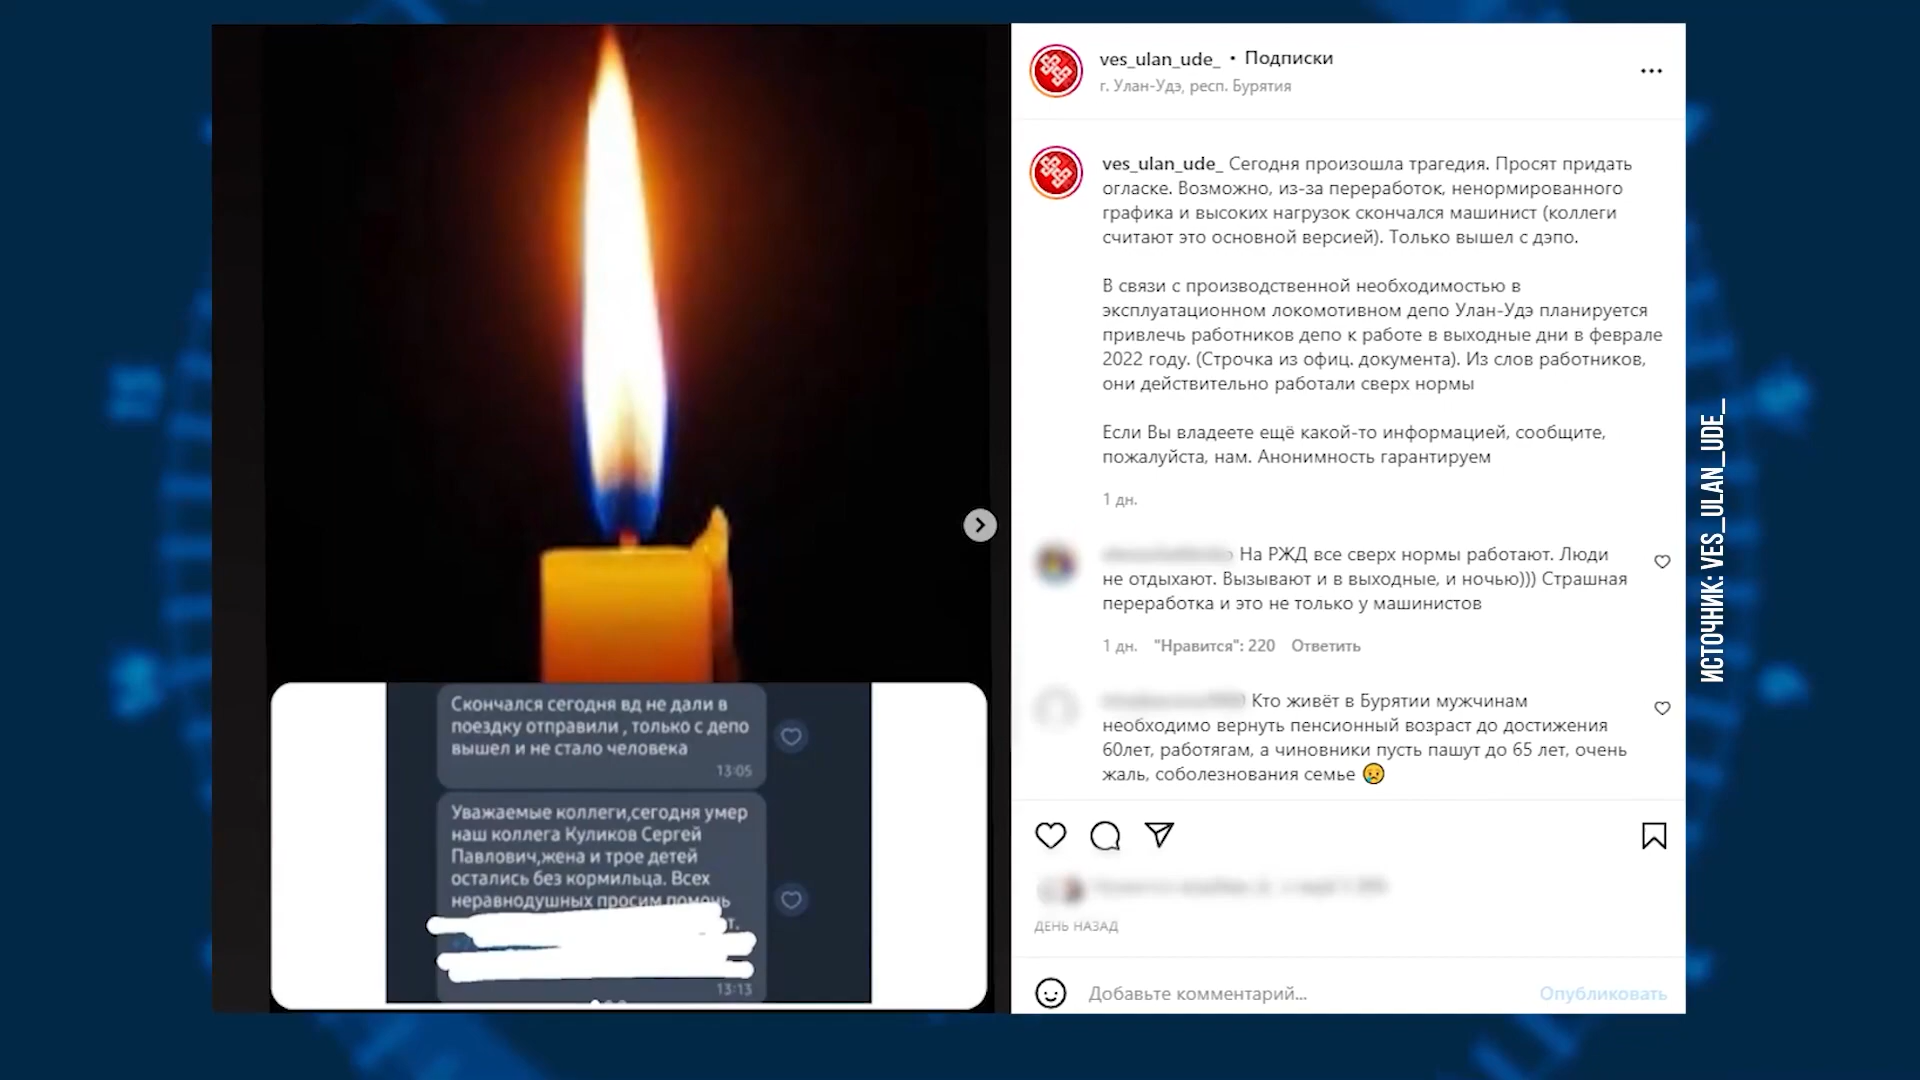 ves_ulan_ude_ • Подписки
г. Улан-Удэ, респ. Бурятия
ves_ulan_ude_ Сегодня произошла трагедия. Просят придать
огласке. Возможно, из-за переработок, ненормированного
графика и высоких нагрузок скончался машинист (коллеги
считают это основной версией). Только вышел с дэпо.
В связи с производственной необходимостью в
эксплуатационном локомотивном депо Улан-Удэ планируется
привлечь работников депо к работе в выходные дни в феврале
2022 году. (Строчка из офиц. документа). Из слов работников,
они действительно работали сверх нормы
Если Вы владеете ещё какой-то информацией, сообщите,
пожалуйста, нам. Анонимность гарантируем
1 дн.
На РЖД все сверх нормы работают. Люди
не отдыхают. Вызывают и в выходные, и ночью))) Страшная
переработка и это не только у машинистов
1 дн. "Нравится": 220 Ответить
Кто живёт в Бурятии мужчинам
необходимо вернуть пенсионный возраст до достижения
60лет, работягам, а чиновники пусть пашут до 65 лет, очень
жаль, соболезнования семье 😥
ДЕНЬ НАЗАД
Добавьте комментарий... Опубликовать
Скончался сегодня вд не дали в
поездку отправили , только с депо
вышел и не стало человека
13:05
Уважаемые коллеги,сегодня умер
наш коллега Куликов Сергей
Павлович,жена и трое детей
остались без кормильца. Всех
неравнодушных просим помочь
т.
13:13
ИСТОЧНИК: VES_ULAN_UDE_